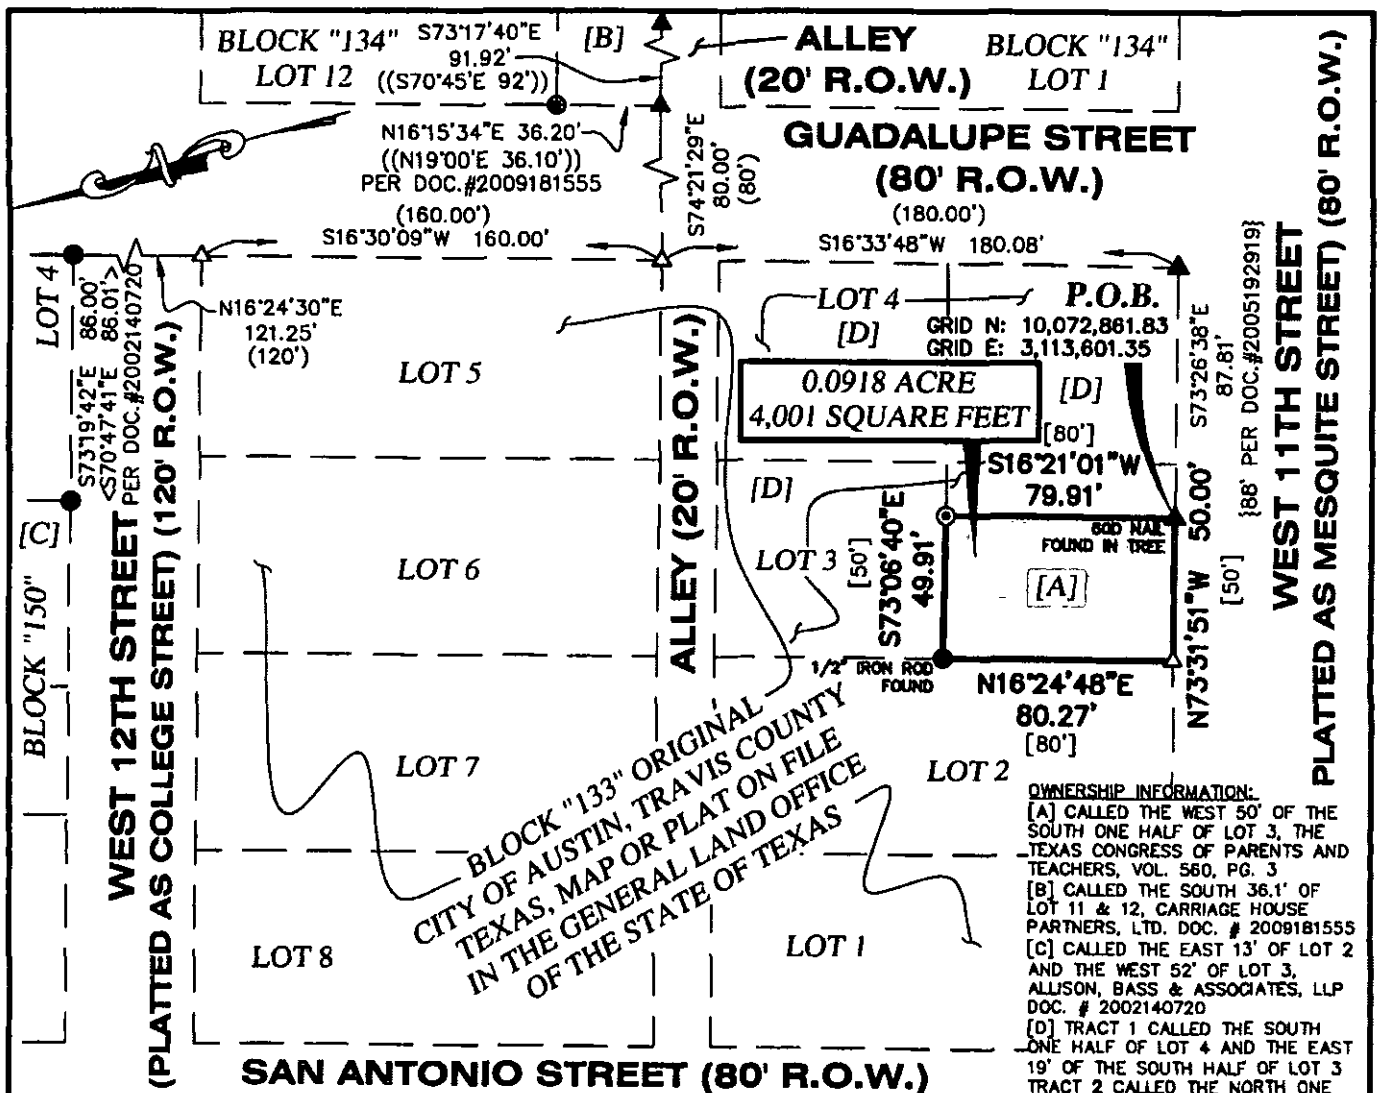 BLOCK "134"
LOT 12
S73°17'40"E
91.92'
((S70°45'E 92'))
[B]
ALLEY
(20' R.O.W.)
BLOCK "134"
LOT 1
N16°15'34"E 36.20'
((N19°00'E 36.10'))
PER DOC.#2009181555
S74°21'29"E
80.00'
(80')
GUADALUPE STREET
(80' R.O.W.)
(160.00')
S16°30'09"W 160.00'
(180.00')
S16°33'48"W 180.08'
LOT 4
S73°19'42"E 86.00'
<S70°47'41"E 86.01'>
PER DOC.#2002140720
N16°24'30"E
121.25'
(120')
LOT 4
[D]
P.O.B.
GRID N: 10,072,861.83
GRID E: 3,113,601.35
S73°26'38"E
87.81'
{88' PER DOC.#2005192919}
LOT 5
0.0918 ACRE
4,001 SQUARE FEET
[D]
[80']
S16°21'01"W
79.91'
[D]
[C]
BLOCK "150"
WEST 12TH STREET
(PLATTED AS COLLEGE STREET) (120' R.O.W.)
LOT 6
ALLEY (20' R.O.W.)
LOT 3
[50']
S73°06'40"E
49.91'
60D NAIL
FOUND IN TREE
[A]
N73°31'51"W 50.00'
[50']
WEST 11TH STREET
PLATTED AS MESQUITE STREET) (80' R.O.W.)
1/2" IRON ROD
FOUND
N16°24'48"E
80.27'
[80']
LOT 7
LOT 2
BLOCK "133" ORIGINAL
CITY OF AUSTIN, TRAVIS COUNTY
TEXAS, MAP OR PLAT ON FILE
IN THE GENERAL LAND OFFICE
OF THE STATE OF TEXAS
LOT 8
LOT 1
OWNERSHIP INFORMATION:
[A] CALLED THE WEST 50' OF THE
SOUTH ONE HALF OF LOT 3, THE
TEXAS CONGRESS OF PARENTS AND
TEACHERS, VOL. 560, PG. 3
[B] CALLED THE SOUTH 36.1' OF
LOT 11 & 12, CARRIAGE HOUSE
PARTNERS, LTD. DOC. # 2009181555
[C] CALLED THE EAST 13' OF LOT 2
AND THE WEST 52' OF LOT 3,
ALLISON, BASS & ASSOCIATES, LLP
DOC. # 2002140720
[D] TRACT 1 CALLED THE SOUTH
ONE HALF OF LOT 4 AND THE EAST
19' OF THE SOUTH HALF OF LOT 3
TRACT 2 CALLED THE NORTH ONE
SAN ANTONIO STREET (80' R.O.W.)